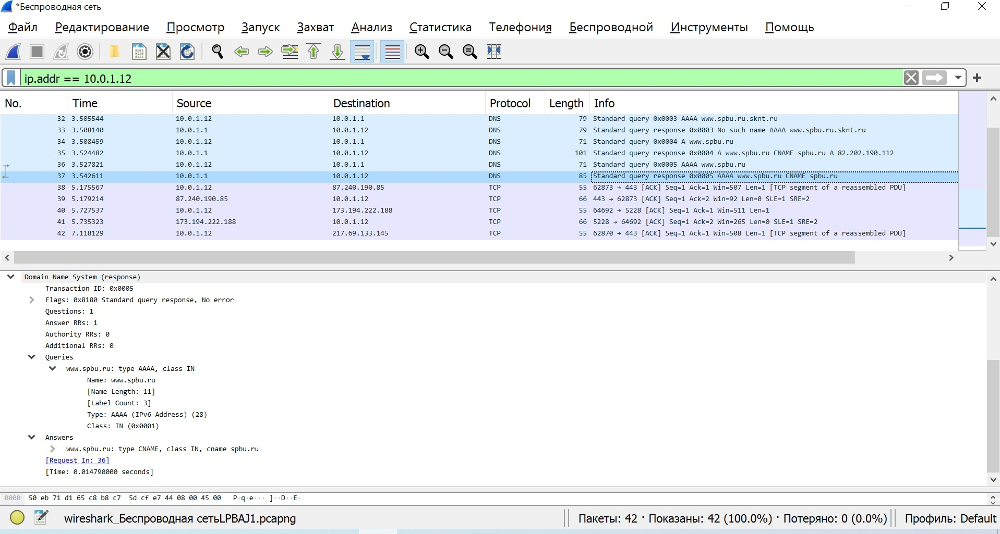 *Беспроводная сеть
Файл Редактирование Просмотр Запуск Захват Анализ Статистика Телефония Беспроводной Инструменты Помощь
ip.addr == 10.0.1.12
No. Time Source Destination Protocol Length Info
32 3.505544 10.0.1.12 10.0.1.1 DNS 79 Standard query 0x0003 AAAA www.spbu.ru.sknt.ru
33 3.508140 10.0.1.1 10.0.1.12 DNS 79 Standard query response 0x0003 No such name AAAA www.spbu.ru.sknt.ru
34 3.508459 10.0.1.12 10.0.1.1 DNS 71 Standard query 0x0004 A www.spbu.ru
35 3.524482 10.0.1.1 10.0.1.12 DNS 101 Standard query response 0x0004 A www.spbu.ru CNAME spbu.ru A 82.202.190.112
36 3.527821 10.0.1.12 10.0.1.1 DNS 71 Standard query 0x0005 AAAA www.spbu.ru
37 3.542611 10.0.1.1 10.0.1.12 DNS 85 Standard query response 0x0005 AAAA www.spbu.ru CNAME spbu.ru
38 5.175567 10.0.1.12 87.240.190.85 TCP 55 62873 → 443 [ACK] Seq=1 Ack=1 Win=507 Len=1 [TCP segment of a reassembled PDU]
39 5.179214 87.240.190.85 10.0.1.12 TCP 66 443 → 62873 [ACK] Seq=1 Ack=2 Win=92 Len=0 SLE=1 SRE=2
40 5.727537 10.0.1.12 173.194.222.188 TCP 55 64692 → 5228 [ACK] Seq=1 Ack=1 Win=511 Len=1
41 5.735323 173.194.222.188 10.0.1.12 TCP 66 5228 → 64692 [ACK] Seq=1 Ack=2 Win=265 Len=0 SLE=1 SRE=2
42 7.118129 10.0.1.12 217.69.133.145 TCP 55 62870 → 443 [ACK] Seq=1 Ack=1 Win=508 Len=1 [TCP segment of a reassembled PDU]
Domain Name System (response)
Transaction ID: 0x0005
Flags: 0x8180 Standard query response, No error
Questions: 1
Answer RRs: 1
Authority RRs: 0
Additional RRs: 0
Queries
www.spbu.ru: type AAAA, class IN
Name: www.spbu.ru
[Name Length: 11]
[Label Count: 3]
Type: AAAA (IPv6 Address) (28)
Class: IN (0x0001)
Answers
www.spbu.ru: type CNAME, class IN, cname spbu.ru
[Request In: 36]
[Time: 0.014790000 seconds]
0000 50 eb 71 d1 65 c8 b8 c7 5d cf e7 44 08 00 45 00 P·q·e··· ]··D··E·
wireshark_Беспроводная сетьLPBAJ1.pcapng Пакеты: 42 · Показаны: 42 (100.0%) · Потеряно: 0 (0.0%) Профиль: Default